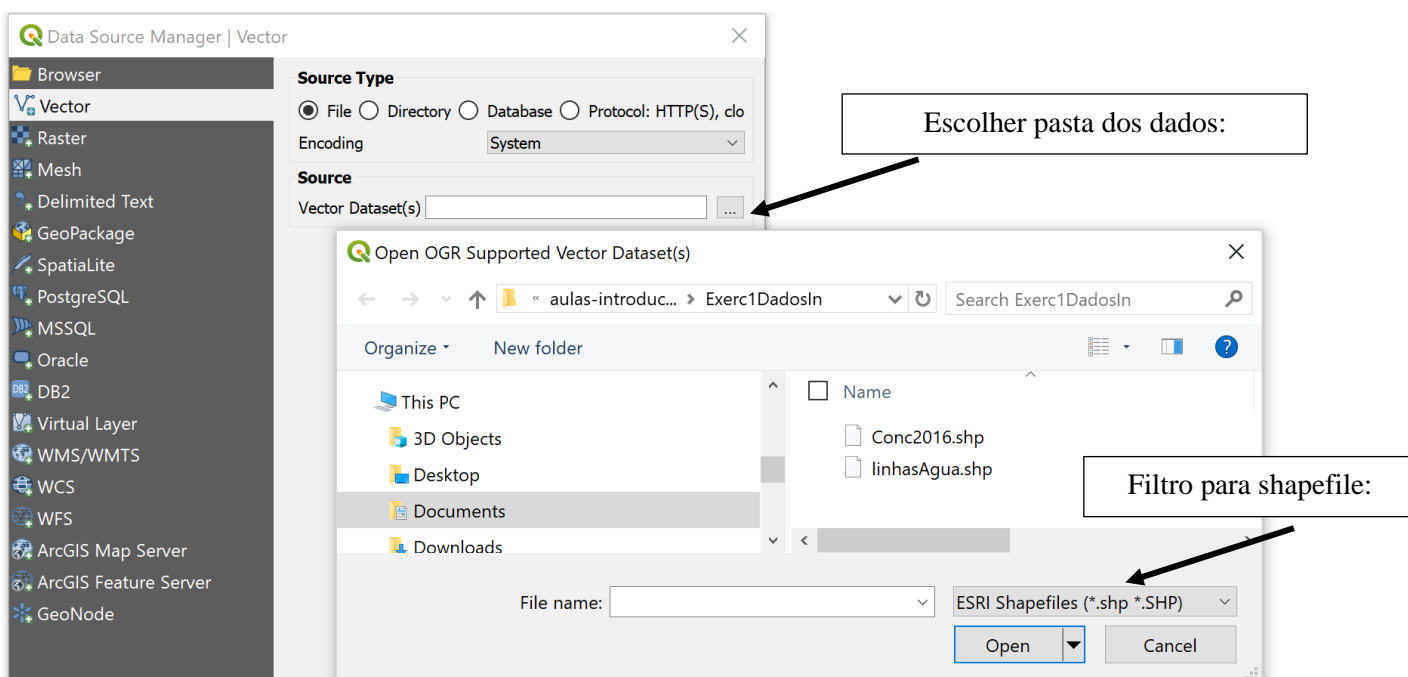 Data Source Manager | Vector
Browser
Vector
Raster
Mesh
Delimited Text
GeoPackage
SpatiaLite
PostgreSQL
MSSQL
Oracle
DB2
Virtual Layer
WMS/WMTS
WCS
WFS
ArcGIS Map Server
ArcGIS Feature Server
GeoNode
Source Type
File Directory Database Protocol: HTTP(S), clo
Encoding System
Source
Vector Dataset(s) ...
Escolher pasta dos dados:
Open OGR Supported Vector Dataset(s)
« aulas-introduc... > Exerc1DadosIn
Search Exerc1DadosIn
Organize New folder
?
This PC
3D Objects
Desktop
Documents
Downloads
Name
Conc2016.shp
linhasAgua.shp
Filtro para shapefile:
File name:
ESRI Shapefiles (*.shp *.SHP)
Open Cancel